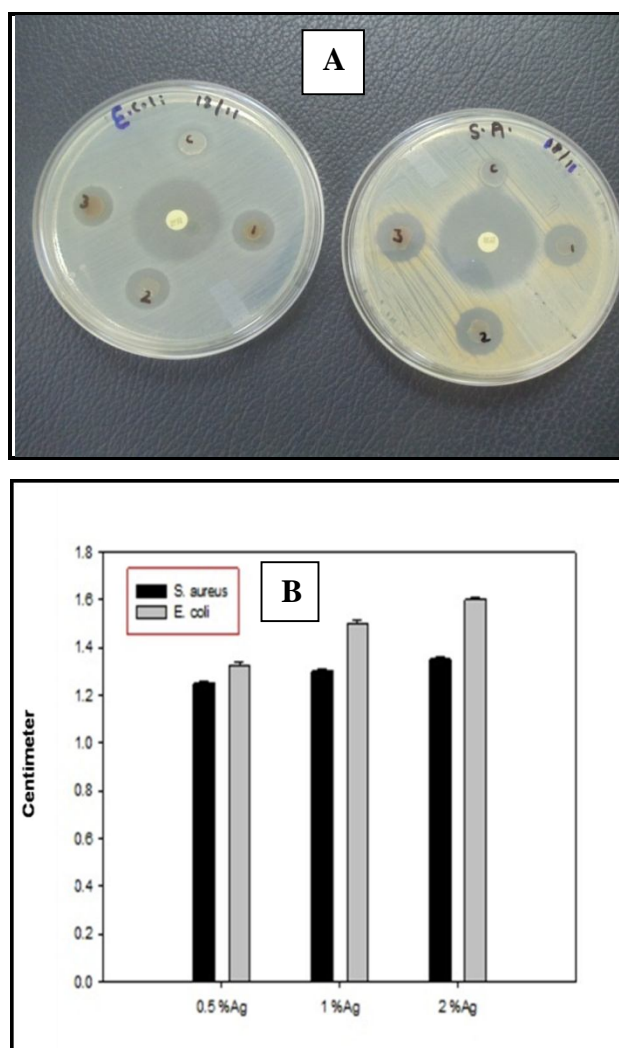 A
E.coli 18/11
C
3
1
2
S.A.
C
3
1
2
B
S. aureus
E. coli
Centimeter
1.8
1.6
1.4
1.2
1.0
0.8
0.6
0.4
0.2
0.0
0.5 %Ag
1 %Ag
2 %Ag